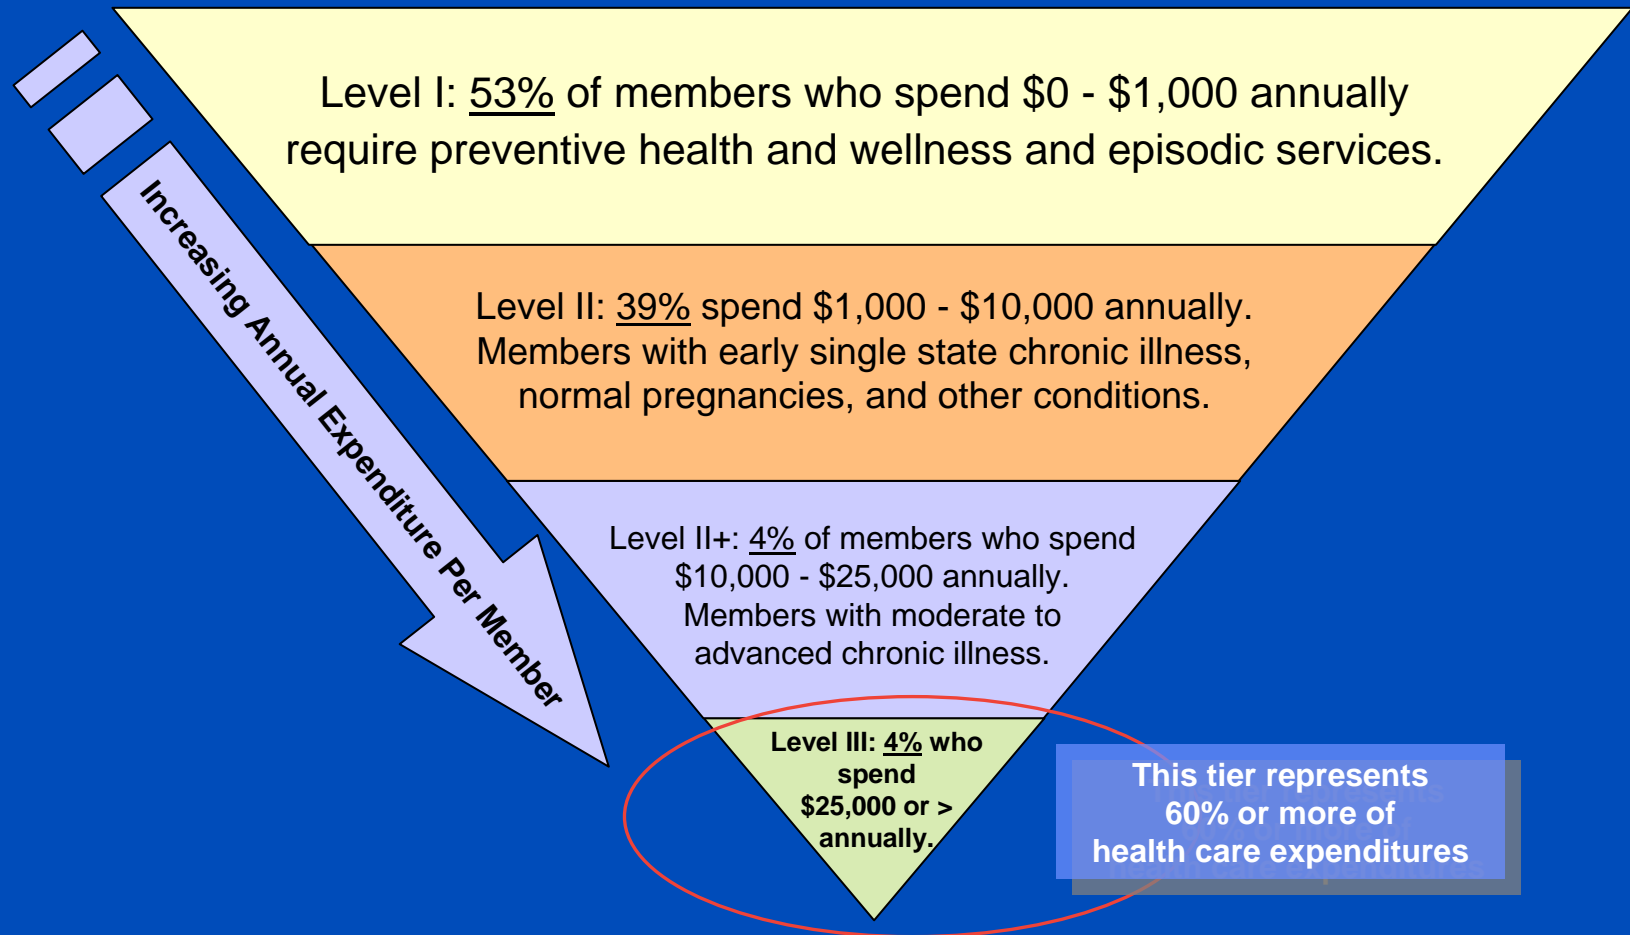 Level I: 53% of members who spend $0 - $1,000 annually
require preventive health and wellness and episodic services.
Increasing Annual Expenditure Per Member
Level II: 39% spend $1,000 - $10,000 annually.
Members with early single state chronic illness,
normal pregnancies, and other conditions.
Level II+: 4% of members who spend
$10,000 - $25,000 annually.
Members with moderate to
advanced chronic illness.
Level III: 4% who
spend
$25,000 or >
annually.
This tier represents
60% or more of
health care expenditures